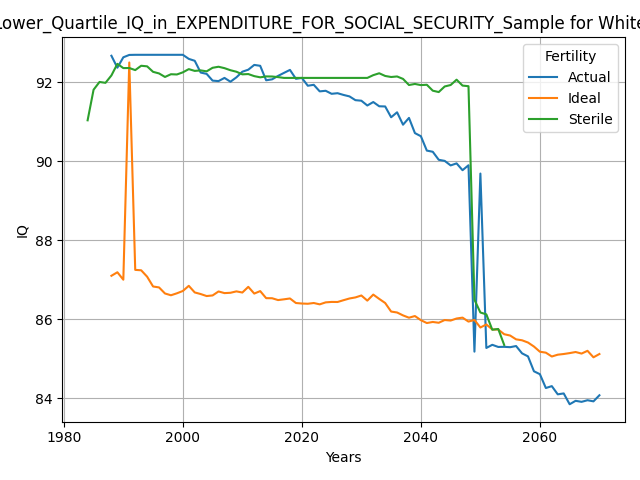 Lower_Quartile_IQ_in_EXPENDITURE_FOR_SOCIAL_SECURITY_Sample for White
Fertility
Actual
Ideal
Sterile
92
90
88
86
84
IQ
1980
2000
2020
2040
2060
Years